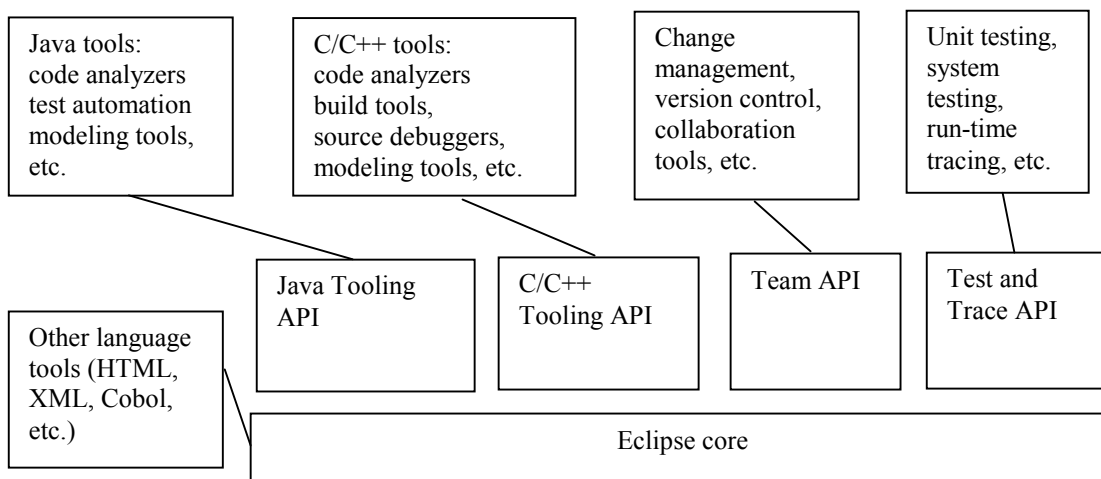 Java tools:
code analyzers
test automation
modeling tools,
etc.
C/C++ tools:
code analyzers
build tools,
source debuggers,
modeling tools, etc.
Change
management,
version control,
collaboration
tools, etc.
Unit testing,
system
testing,
run-time
tracing, etc.
Java Tooling
API
C/C++
Tooling API
Team API
Test and
Trace API
Other language
tools (HTML,
XML, Cobol,
etc.)
Eclipse core